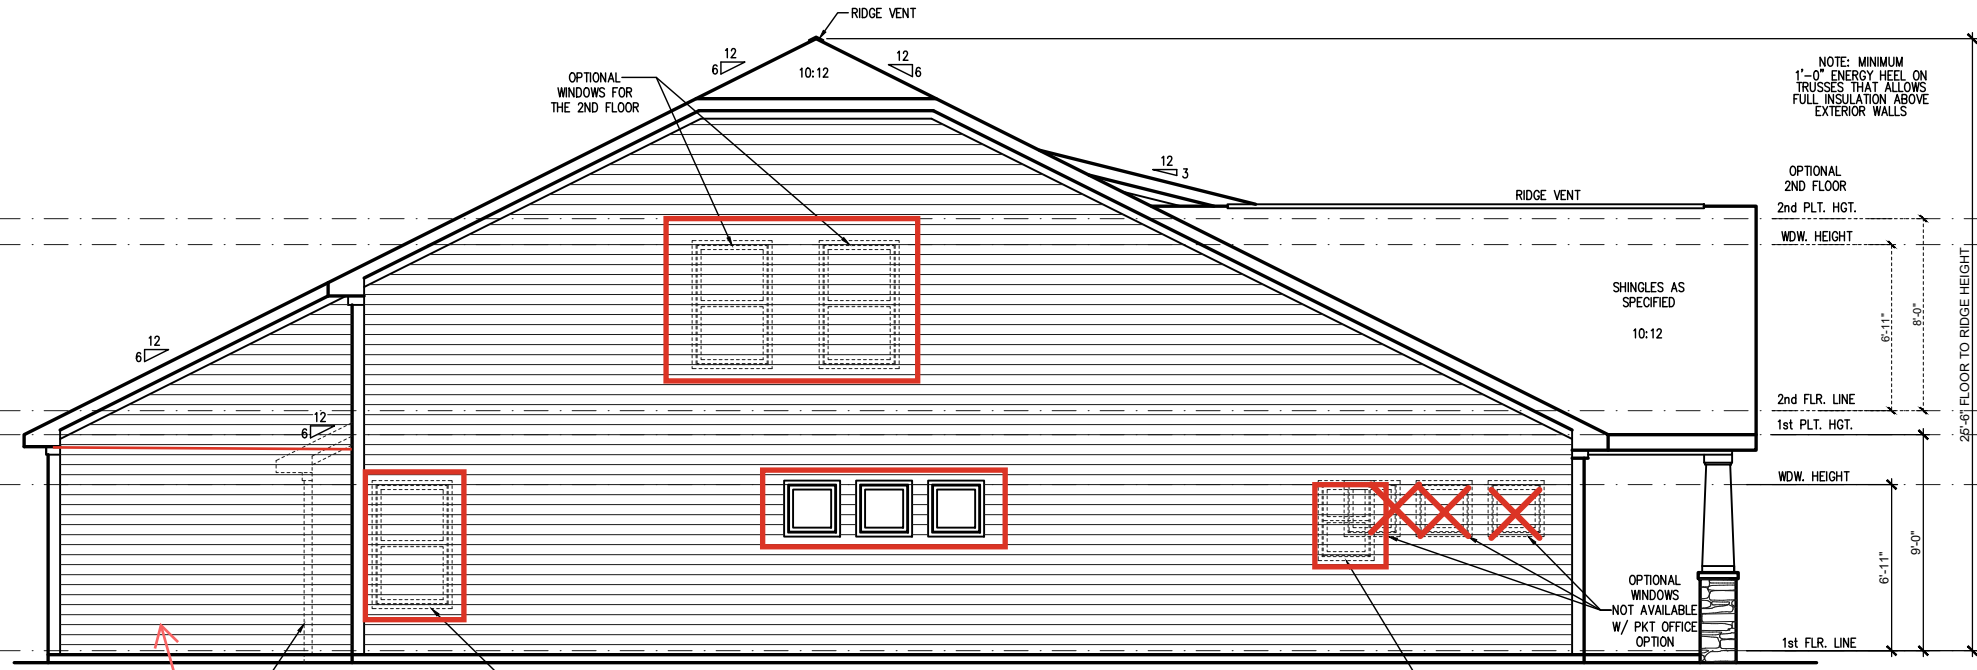 RIDGE VENT
12
6
10:12
12
6
OPTIONAL
WINDOWS FOR
THE 2ND FLOOR
NOTE: MINIMUM
1'-0" ENERGY HEEL ON
TRUSSES THAT ALLOWS
FULL INSULATION ABOVE
EXTERIOR WALLS
12
3
RIDGE VENT
OPTIONAL
2ND FLOOR
2nd PLT. HGT.
WDW. HEIGHT
SHINGLES AS
SPECIFIED
10:12
6'-11"
8'-0"
25'-6" FLOOR TO RIDGE HEIGHT
12
6
2nd FLR. LINE
1st PLT. HGT.
12
6
WDW. HEIGHT
6'-11"
9'-0"
OPTIONAL
WINDOWS
NOT AVAILABLE
W/ PKT OFFICE
OPTION
1st FLR. LINE